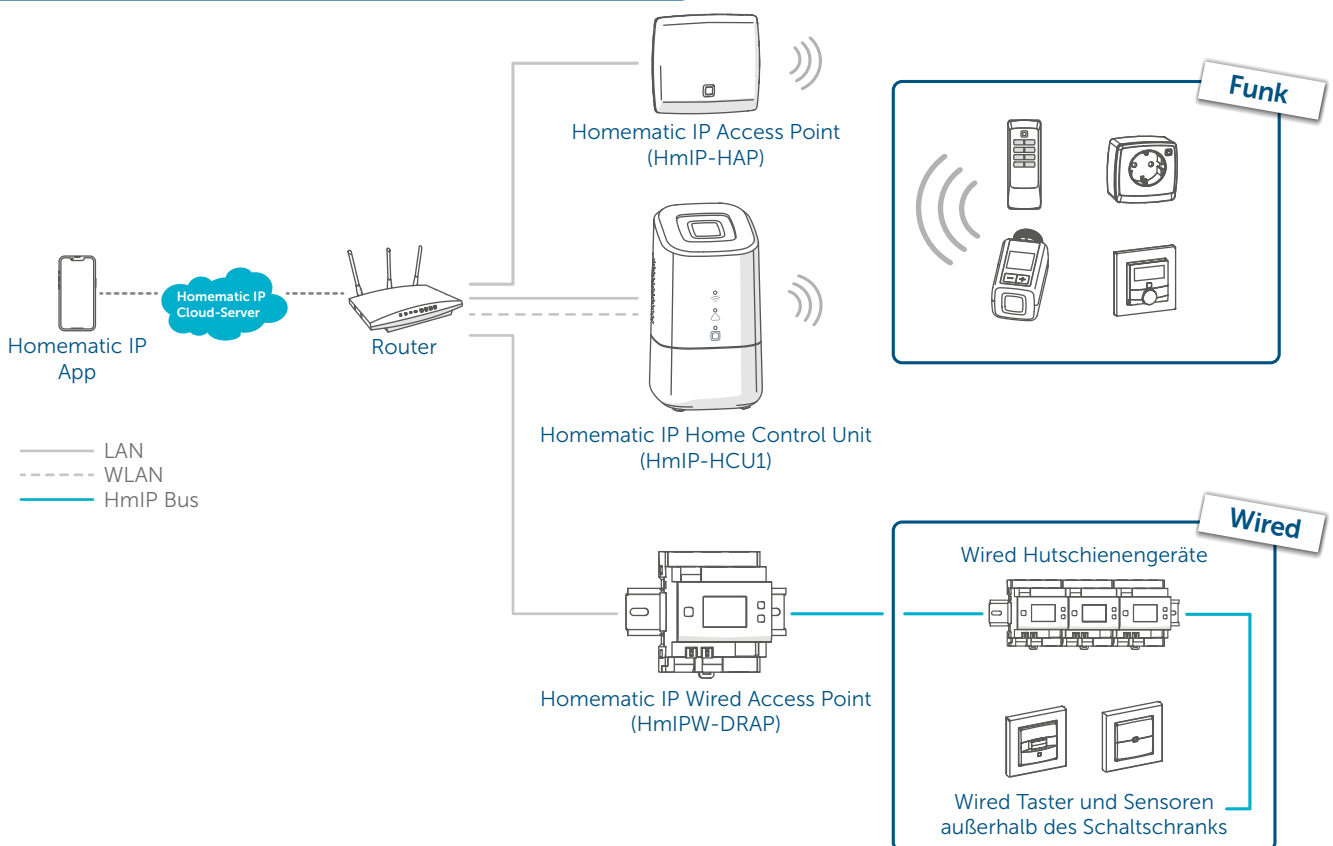 Funk
Homematic IP Access Point
(HmIP-HAP)
Homematic IP
Cloud-Server
Homematic IP
App
Router
Homematic IP Home Control Unit
(HmIP-HCU1)
LAN
WLAN
HmIP Bus
Wired
Wired Hutschienengeräte
Homematic IP Wired Access Point
(HmIPW-DRAP)
Wired Taster und Sensoren
außerhalb des Schaltschranks